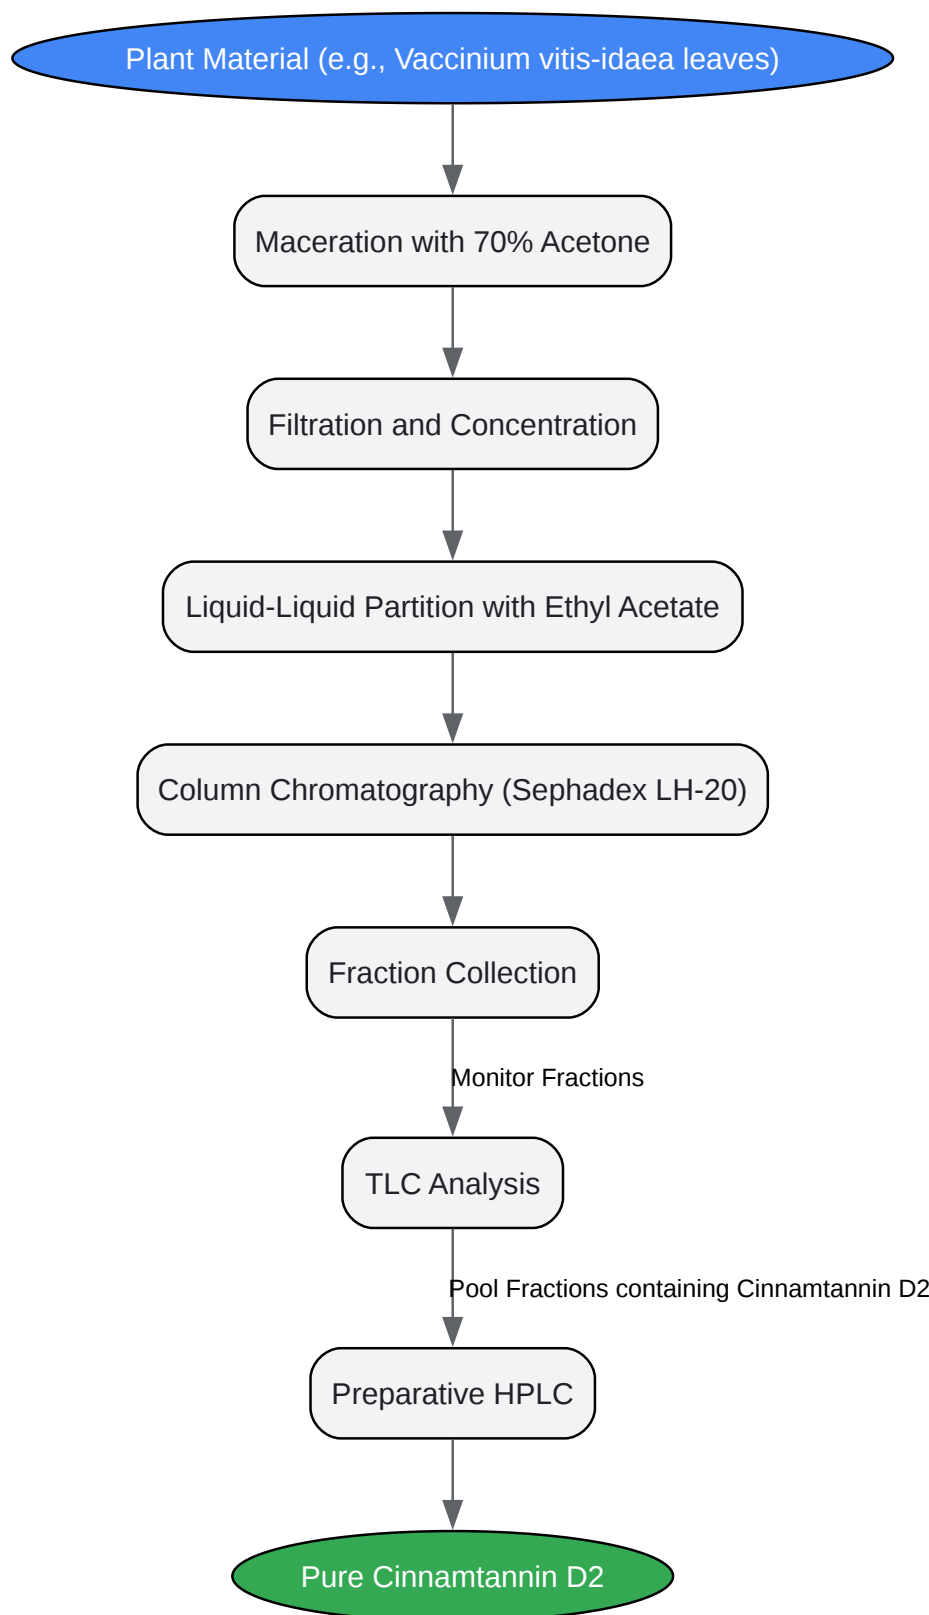 Plant Material (e.g., Vaccinium vitis-idaea leaves)
Maceration with 70% Acetone
Filtration and Concentration
Liquid-Liquid Partition with Ethyl Acetate
Column Chromatography (Sephadex LH-20)
Fraction Collection
Monitor Fractions
TLC Analysis
Pool Fractions containing Cinnamtannin D2
Preparative HPLC
Pure Cinnamtannin D2